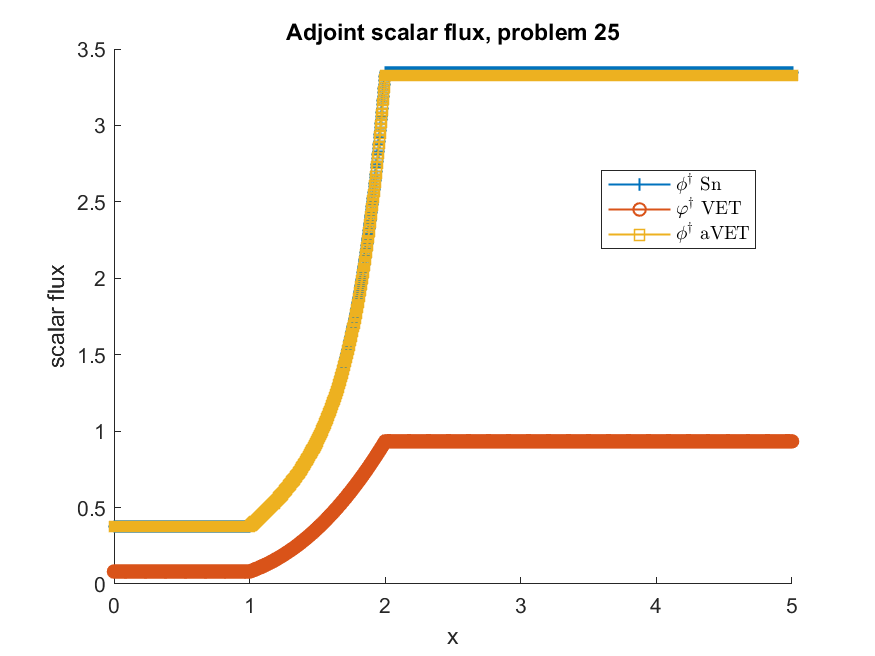 Adjoint scalar flux, problem 25
3.5
3
2.5
2
1.5
1
0.5
0
scalar flux
ϕ† Sn
φ† VET
ϕ† aVET
0 1 2 3 4 5
x